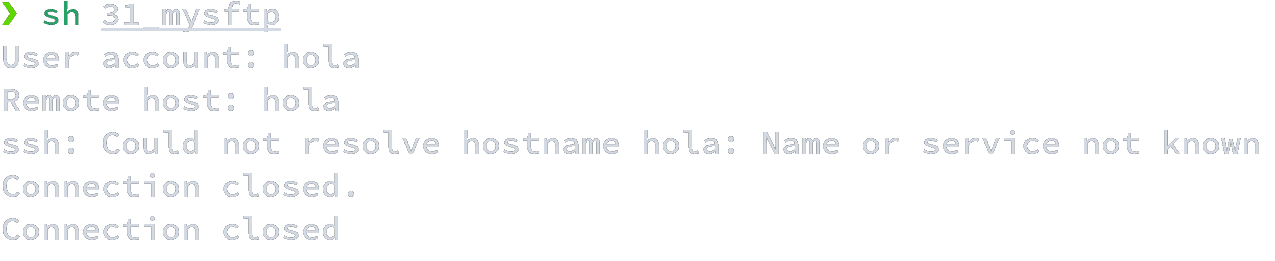 ❯ sh 31_mysftp
User account: hola
Remote host: hola
ssh: Could not resolve hostname hola: Name or service not known
Connection closed.
Connection closed